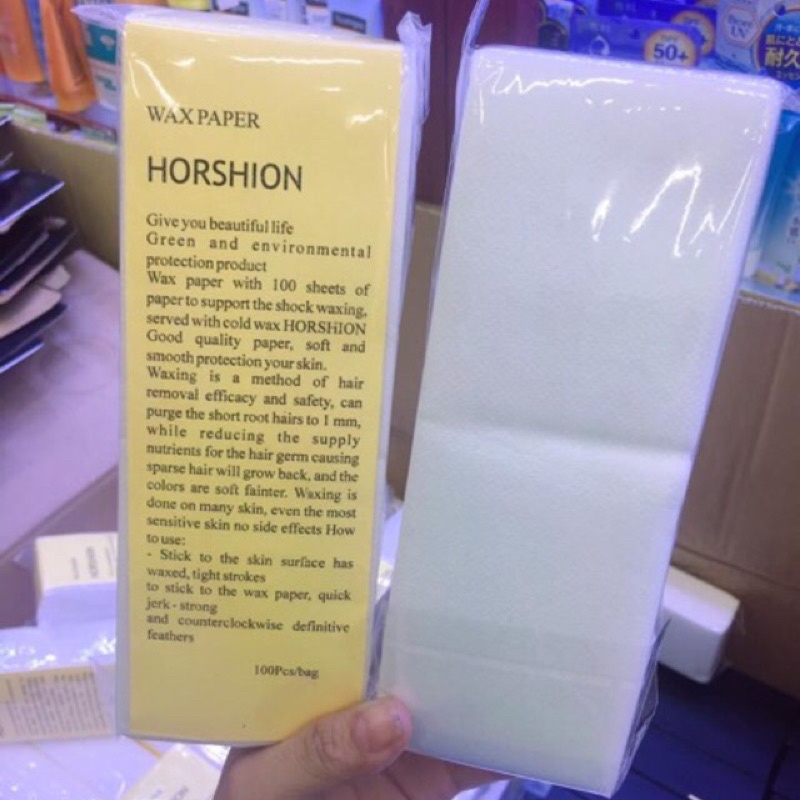 WAX PAPER
HORSHION
Give you beautiful life
Green and environmental
protection product
Wax paper with 100 sheets of
paper to support the shock waxing,
served with cold wax HORSHION
Good quality paper, soft and
smooth protection your skin.
Waxing is a method of hair
removal efficacy and safety, can
purge the short root hairs to 1 mm,
while reducing the supply
nutrients for the hair germ causing
sparse hair will grow back, and the
colors are soft fainter. Waxing is
done on many skin, even the most
sensitive skin no side effects How
to use:
- Stick to the skin surface has
waxed, tight strokes
to stick to the wax paper, quick
jerk - strong
and counterclockwise definitive
feathers
100Pcs/bag
50+
UV
耐久
HORSHION